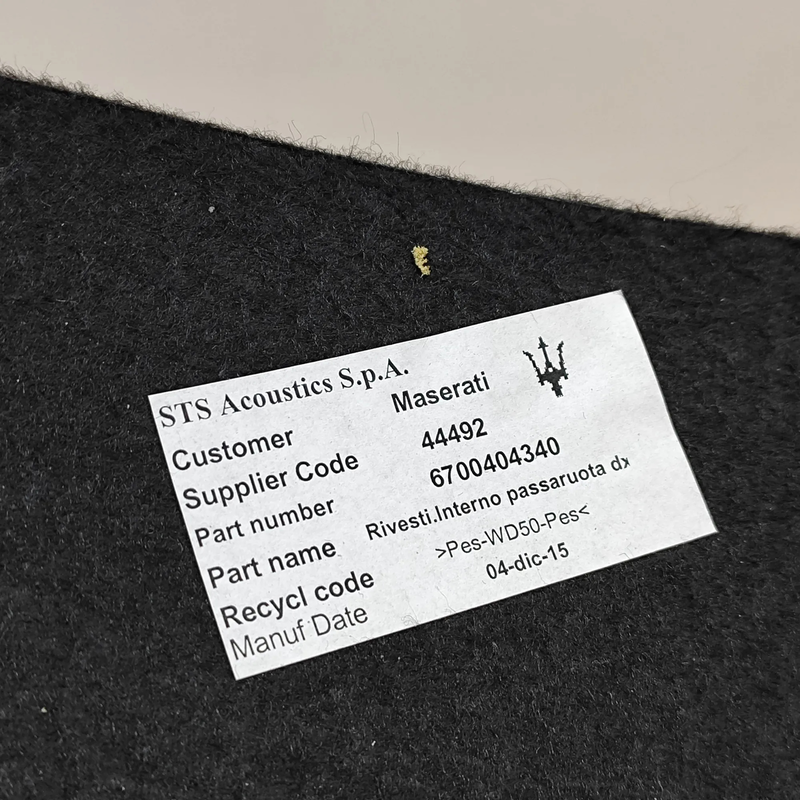 STS Acoustics S.p.A.
Customer Maserati
Supplier Code 44492
Part number 6700404340
Part name Rivesti.Interno passaruota dx
Recycl code >Pes-WD50-Pes<
Manuf Date 04-dic-15